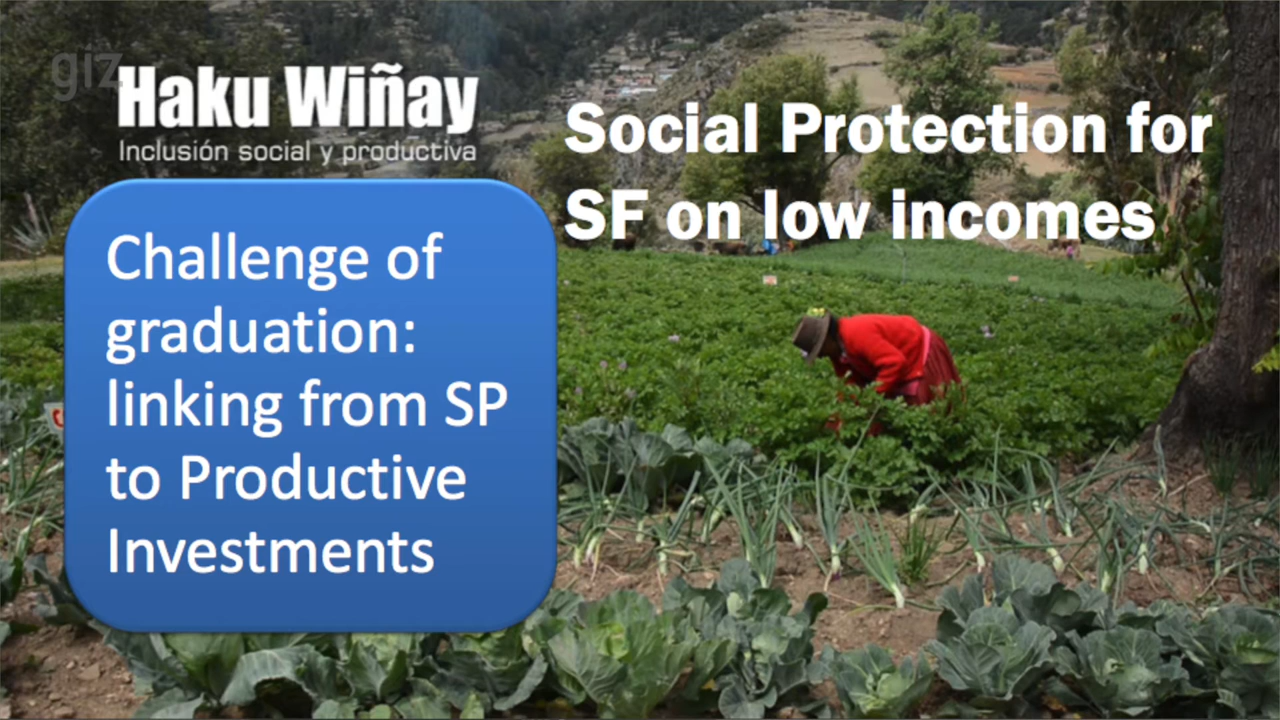 giz
Haku Wiñay
Inclusión social y productiva
Social Protection for
SF on low incomes
Challenge of
graduation:
linking from SP
to Productive
Investments